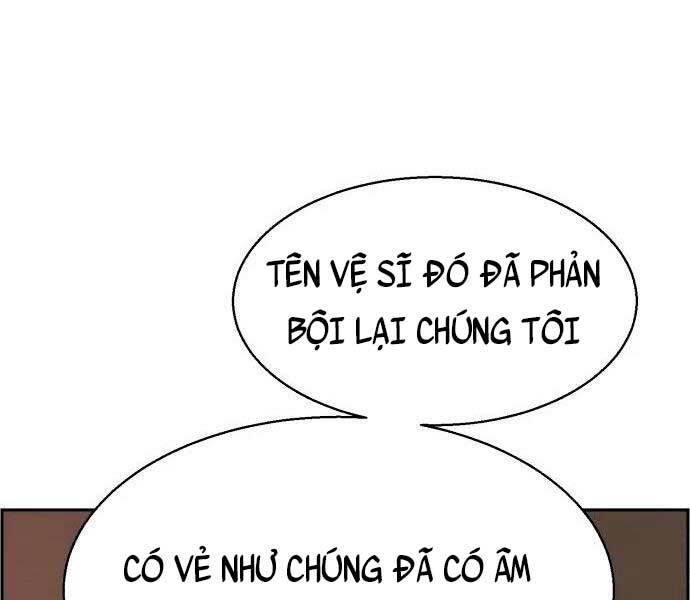 TÊN VỆ SĨ ĐÓ ĐÃ PHẢN
BỘI LẠI CHÚNG TÔI
CÓ VẺ NHƯ CHÚNG ĐÃ CÓ ÂM